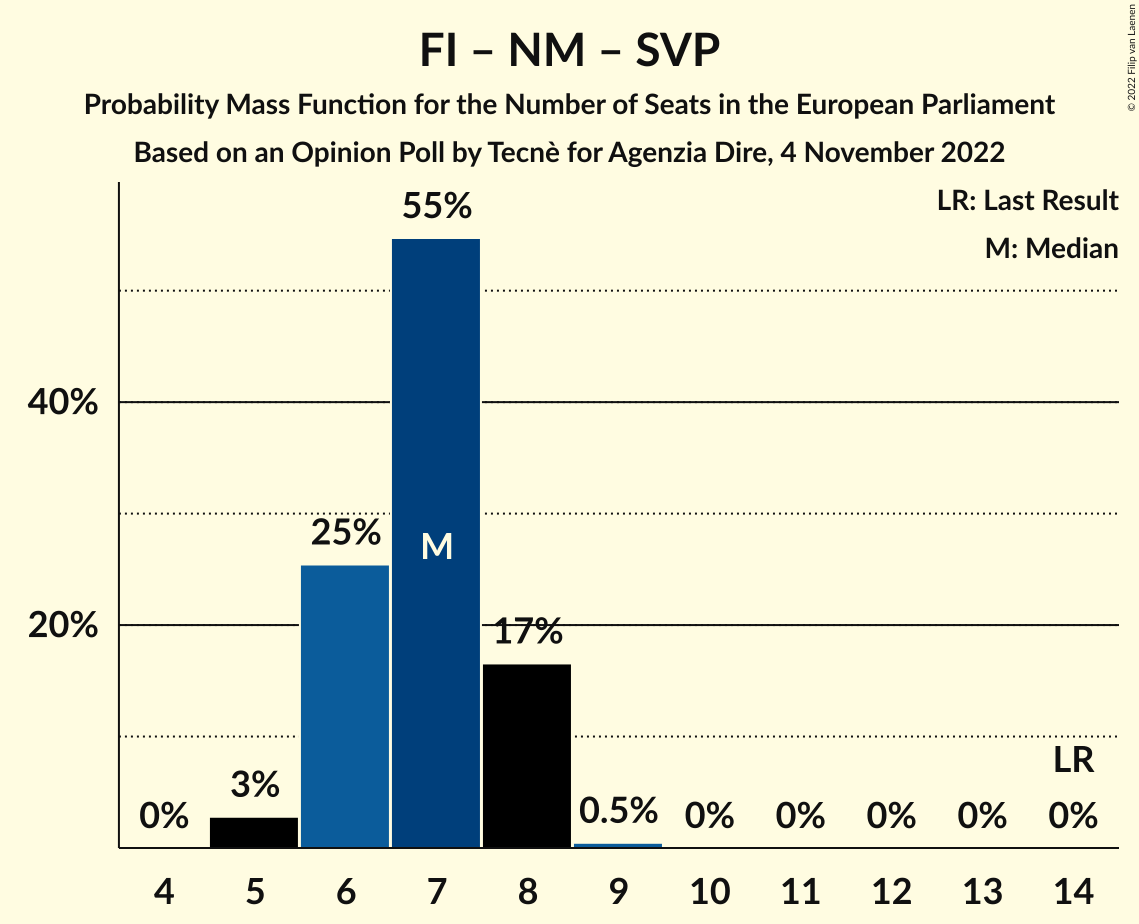 FI – NM – SVP
Probability Mass Function for the Number of Seats in the European Parliament
Based on an Opinion Poll by Tecnè for Agenzia Dire, 4 November 2022
© 2022 Filip van Laenen
LR: Last Result
M: Median
55%
40%
25%
M
20%
17%
LR
3%
0%
0.5%
0%
0%
0%
0%
0%
4 5 6 7 8 9 10 11 12 13 14